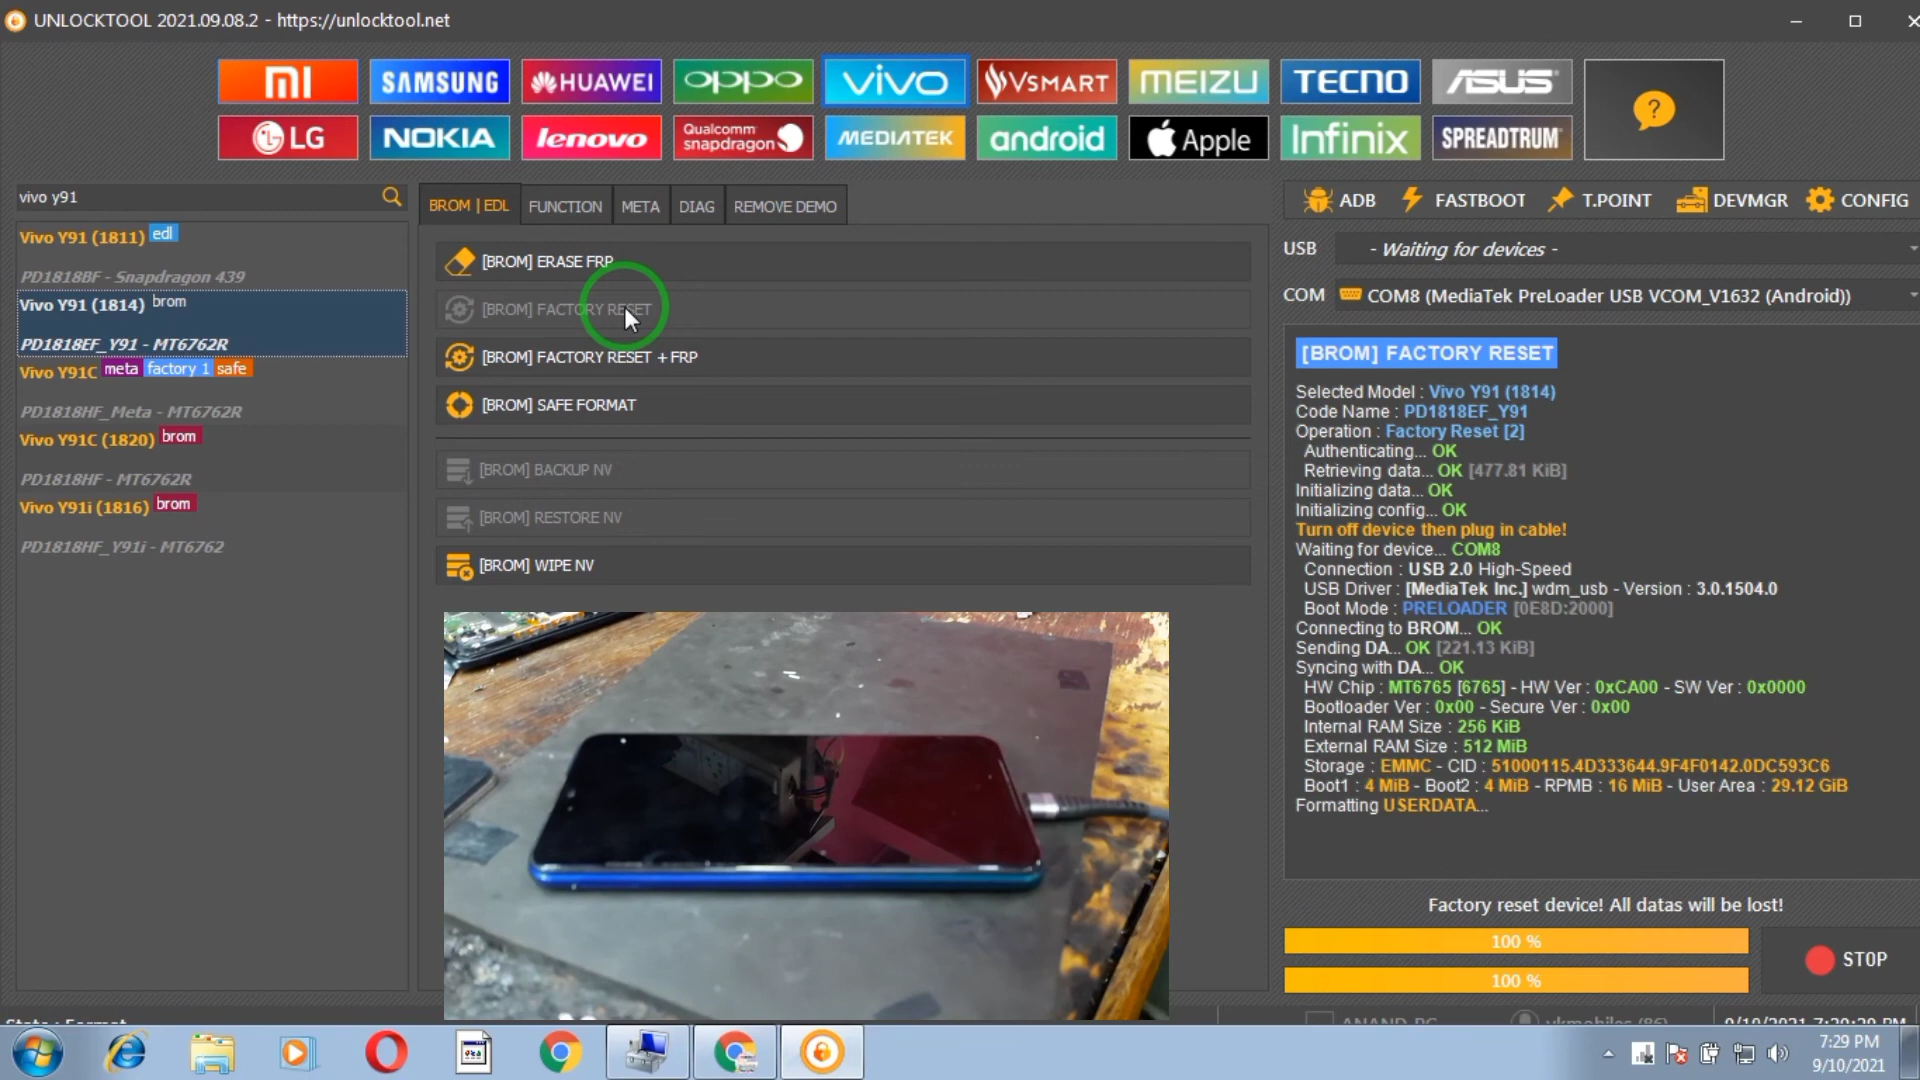 UNLOCKTOOL 2021.09.08.2 - https://unlocktool.net
MI SAMSUNG HUAWEI oppo vivo VSMART MEIZU TECNO ASUS ?
LG NOKIA lenovo Qualcomm snapdragon MEDIATEK android Apple Infinix SPREADTRUM
vivo y91
Vivo Y91 (1811) edl
PD1818BF - Snapdragon 439
Vivo Y91 (1814) brom
PD1818EF_Y91 - MT6762R
Vivo Y91C meta factory 1 safe
PD1818HF_Meta - MT6762R
Vivo Y91C (1820) brom
PD1818HF - MT6762R
Vivo Y91i (1816) brom
PD1818HF_Y91i - MT6762
BROM | EDL FUNCTION META DIAG REMOVE DEMO
[BROM] ERASE FRP
[BROM] FACTORY RESET
[BROM] FACTORY RESET + FRP
[BROM] SAFE FORMAT
[BROM] BACKUP NV
[BROM] RESTORE NV
[BROM] WIPE NV
ADB FASTBOOT T.POINT DEVMGR CONFIG
USB - Waiting for devices -
COM COM8 (MediaTek PreLoader USB VCOM_V1632 (Android))
[BROM] FACTORY RESET
Selected Model : Vivo Y91 (1814)
Code Name : PD1818EF_Y91
Operation : Factory Reset [2]
Authenticating... OK
Retrieving data... OK [477.81 KiB]
Initializing data... OK
Initializing config... OK
Turn off device then plug in cable!
Waiting for device... COM8
Connection : USB 2.0 High-Speed
USB Driver : [MediaTek Inc.] wdm_usb - Version : 3.0.1504.0
Boot Mode : PRELOADER [0E8D:2000]
Connecting to BROM... OK
Sending DA... OK [221.13 KiB]
Syncing with DA... OK
HW Chip : MT6765 [6765] - HW Ver : 0xCA00 - SW Ver : 0x0000
Bootloader Ver : 0x00 - Secure Ver : 0x00
Internal RAM Size : 256 KiB
External RAM Size : 512 MiB
Storage : EMMC - CID : 51000115.4D333644.9F4F0142.0DC593C6
Boot1 : 4 MiB - Boot2 : 4 MiB - RPMB : 16 MiB - User Area : 29.12 GiB
Formatting USERDATA...
Factory reset device! All datas will be lost!
100 %
100 %
STOP
7:29 PM
9/10/2021